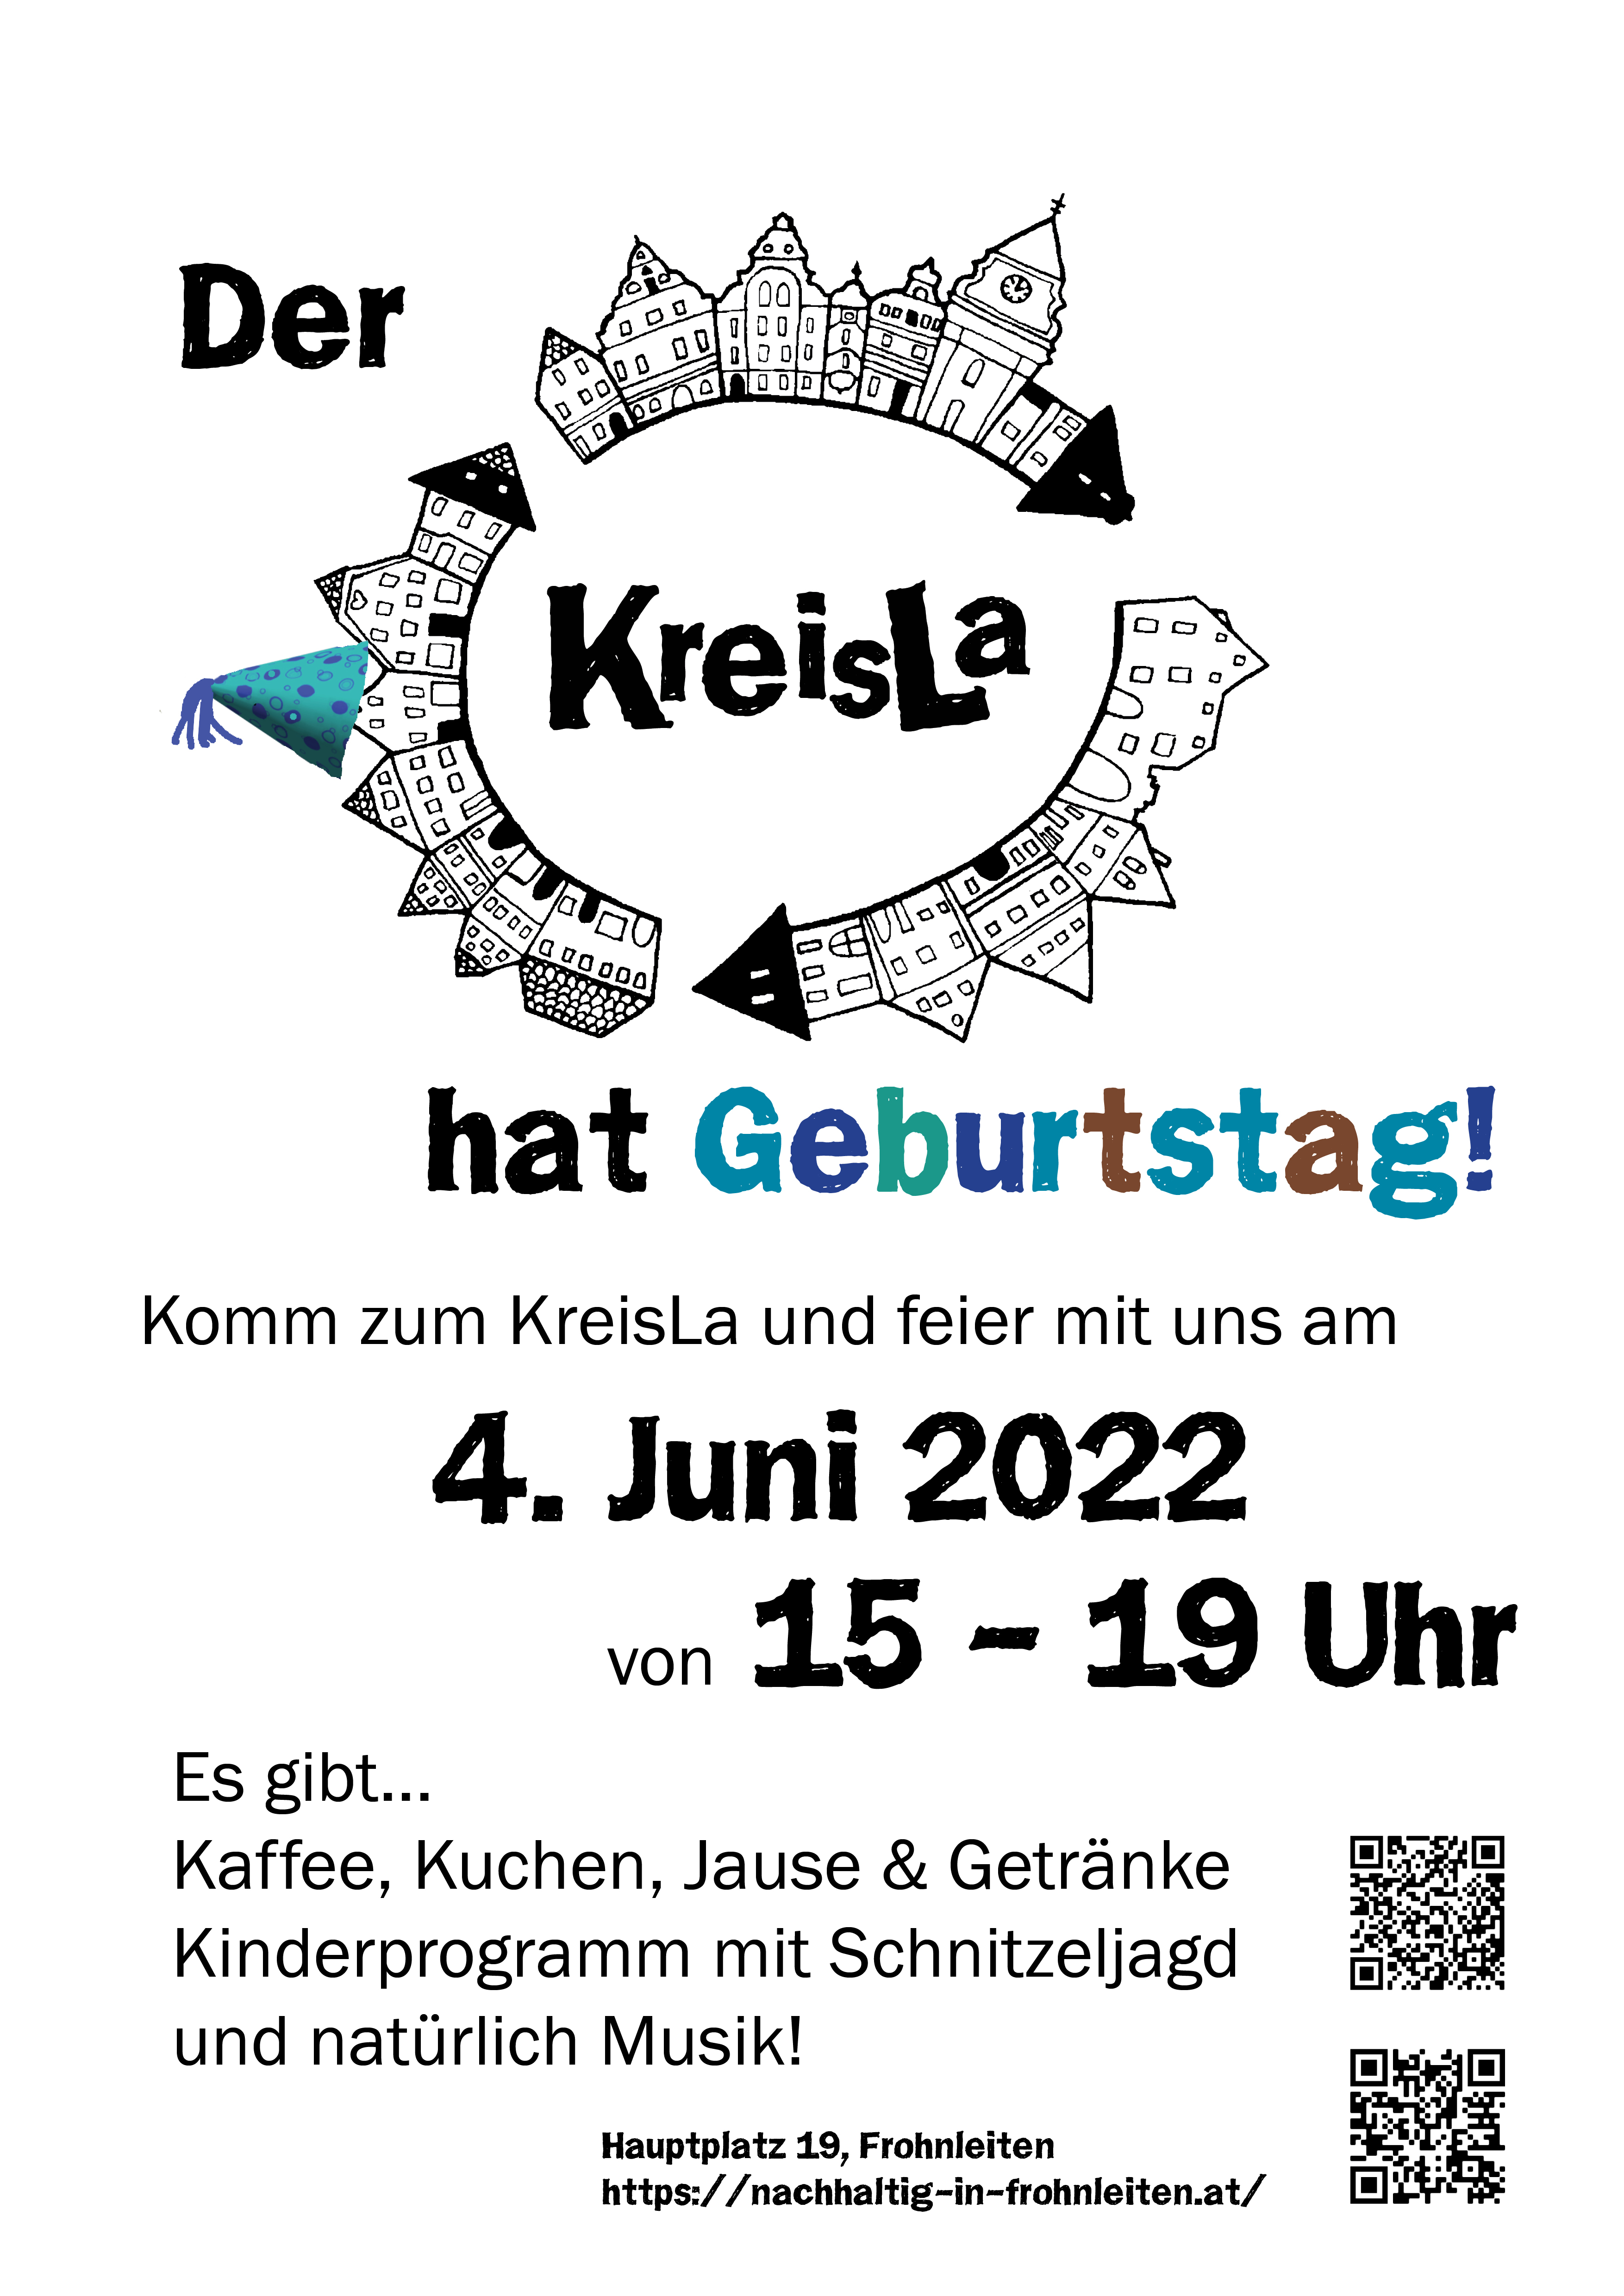 Der
KreisLa
hat Geburtstag!
Komm zum KreisLa und feier mit uns am
4. Juni 2022
von 15 - 19 Uhr
Es gibt...
Kaffee, Kuchen, Jause & Getränke
Kinderprogramm mit Schnitzeljagd
und natürlich Musik!
Hauptplatz 19, Frohnleiten
https://nachhaltig-in-frohnleiten.at/